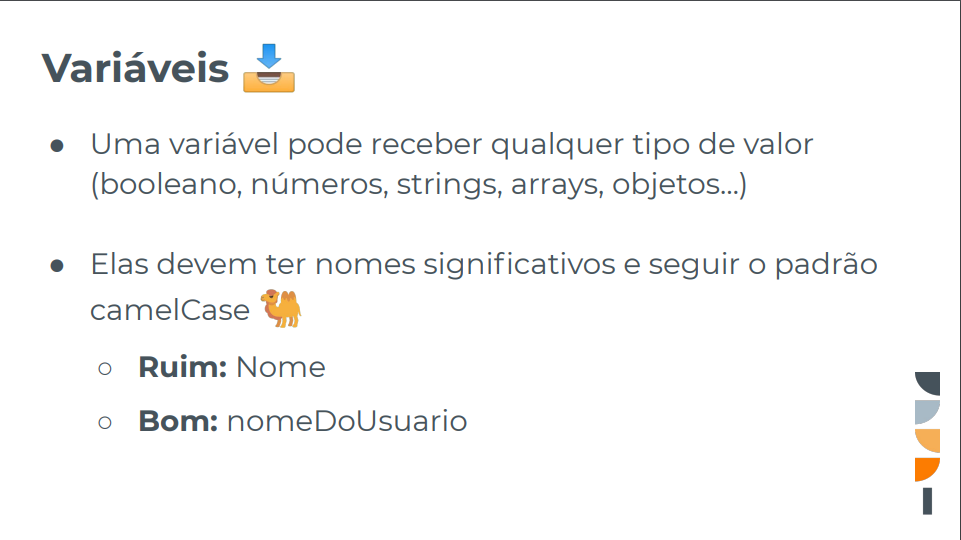 Variáveis
● Uma variável pode receber qualquer tipo de valor
(booleano, números, strings, arrays, objetos...)
● Elas devem ter nomes significativos e seguir o padrão
camelCase
○ Ruim: Nome
○ Bom: nomeDoUsuario